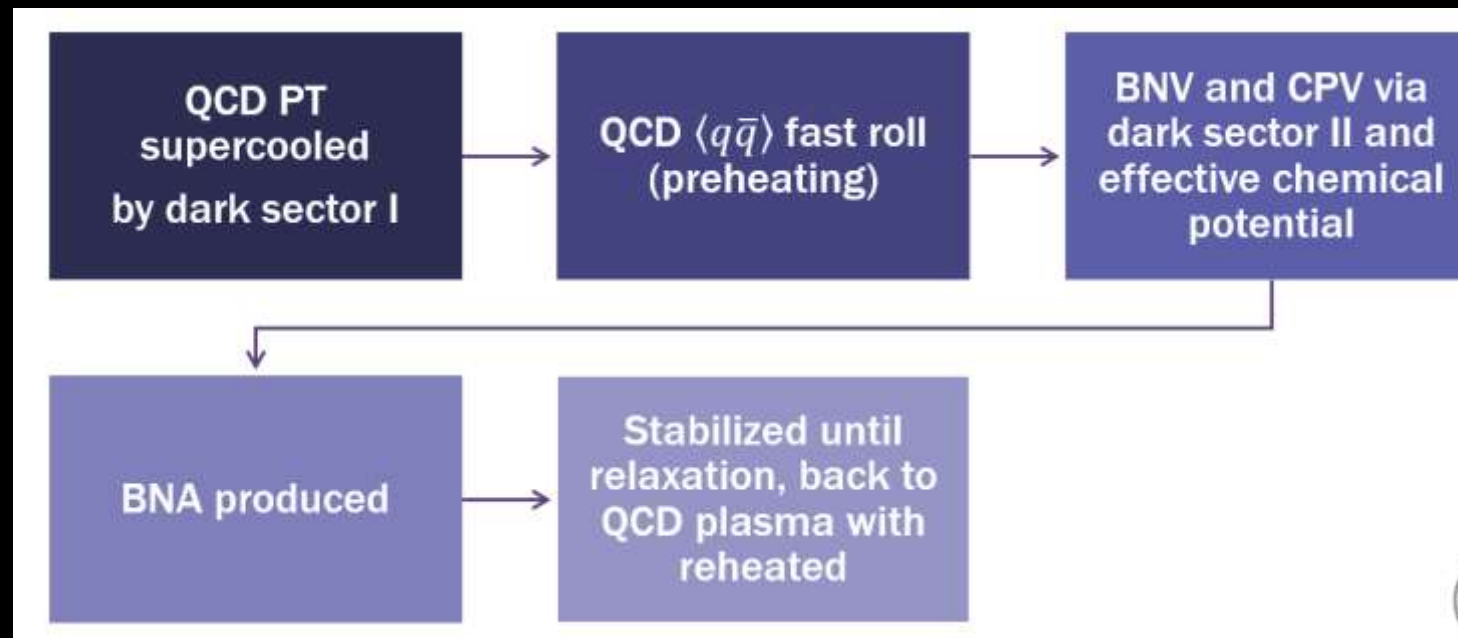 QCD PT
supercooled
by dark sector I
QCD ⟨qq̄⟩ fast roll
(preheating)
BNV and CPV via
dark sector II and
effective chemical
potential
BNA produced
Stabilized until
relaxation, back to
QCD plasma with
reheated